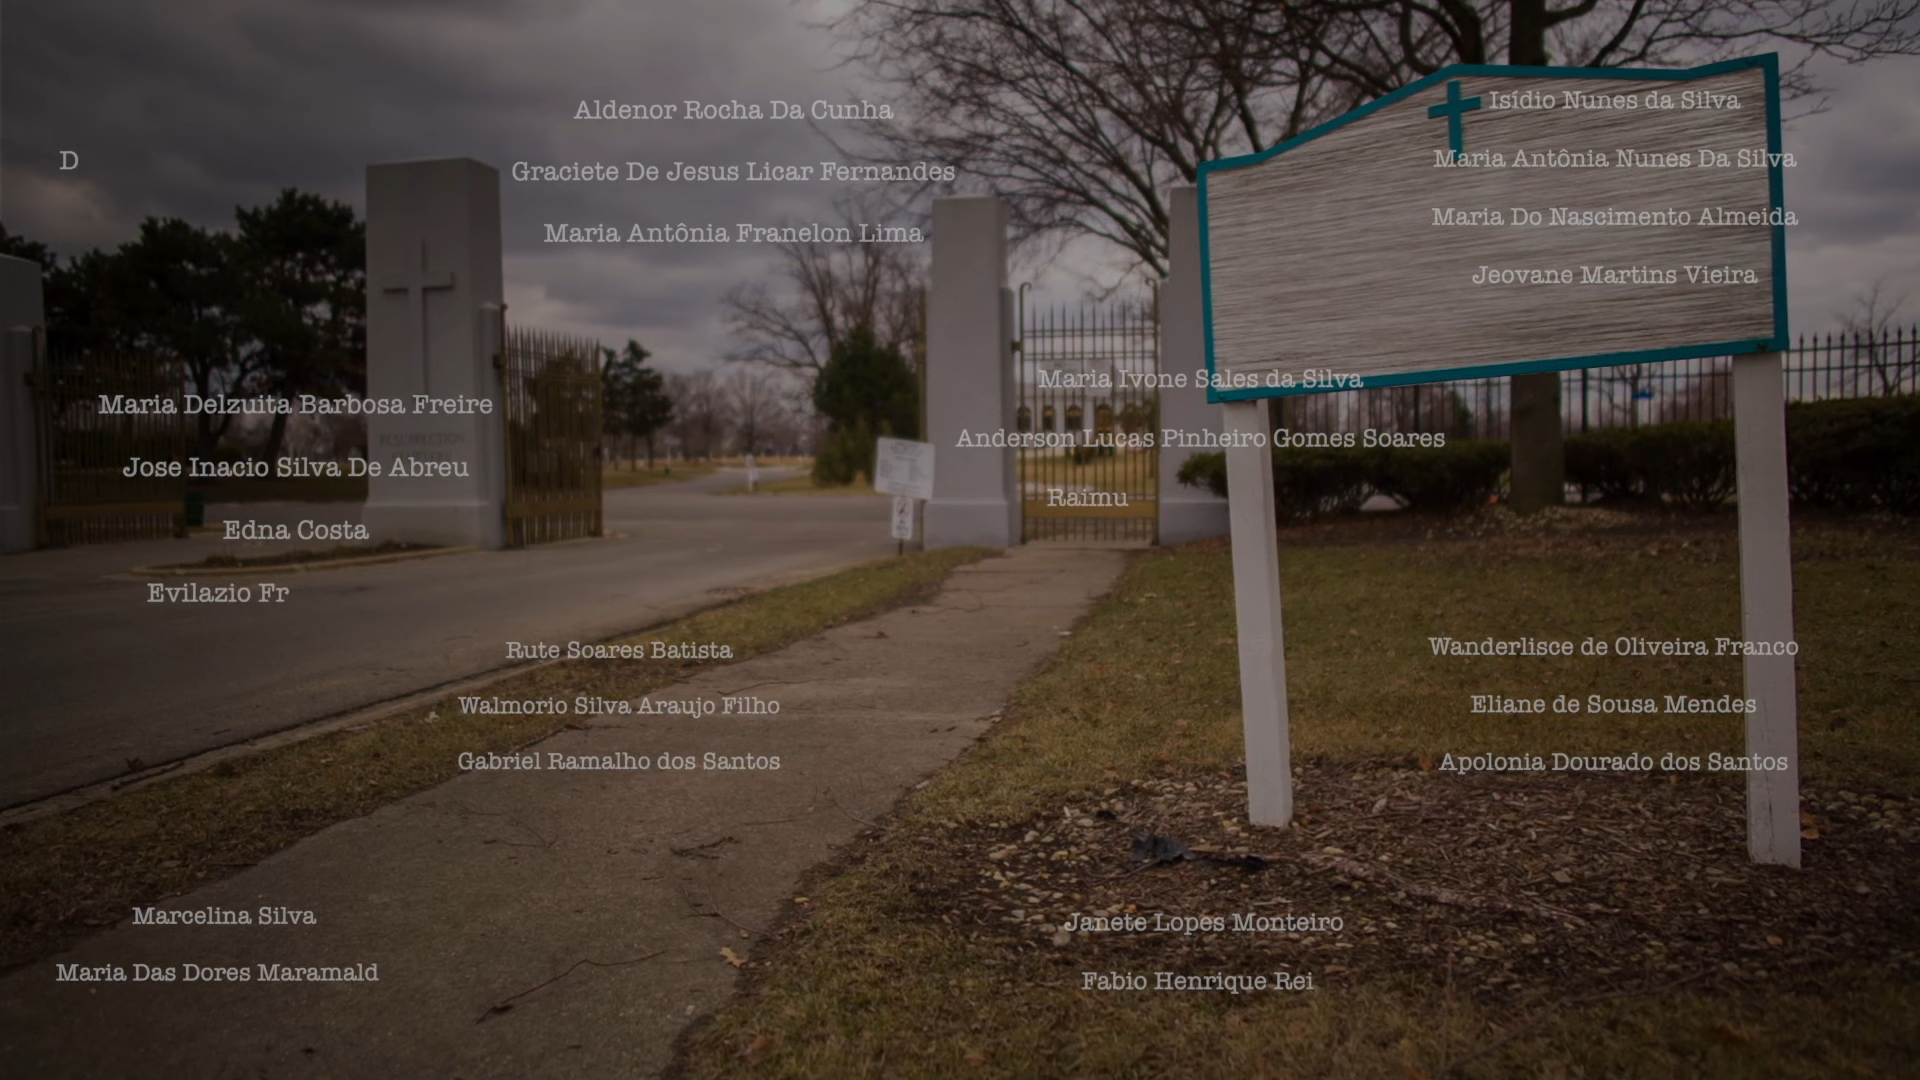 D
Aldenor Rocha Da Cunha
Graciete De Jesus Licar Fernandes
Maria Antônia Franelon Lima
Isídio Nunes da Silva
Maria Antônia Nunes Da Silva
Maria Do Nascimento Almeida
Jeovane Martins Vieira
Maria Delzuita Barbosa Freire
Jose Inacio Silva De Abreu
Edna Costa
Evilazio Fr
RESURRECTION
Maria Ivone Sales da Silva
Anderson Lucas Pinheiro Gomes Soares
Raimu
Rute Soares Batista
Walmorio Silva Araujo Filho
Gabriel Ramalho dos Santos
Wanderlisce de Oliveira Franco
Eliane de Sousa Mendes
Apolonia Dourado dos Santos
Marcelina Silva
Maria Das Dores Maramald
Janete Lopes Monteiro
Fabio Henrique Rei